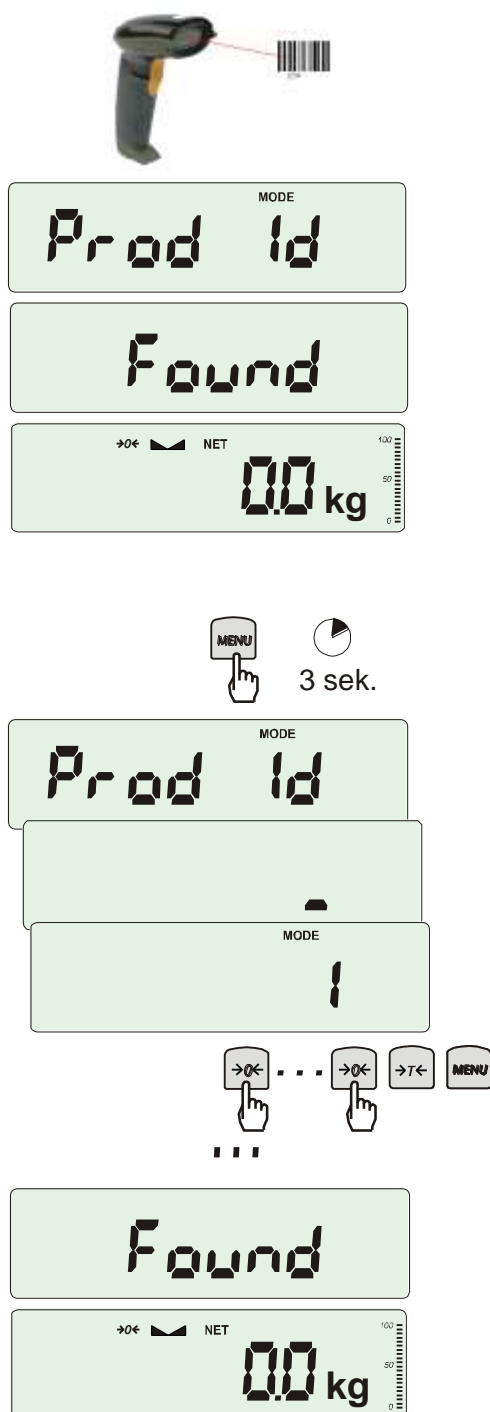 MODE
Prod Id
Found
→0← NET
0.0 kg
100
50
0
MENU
3 sek.
MODE
Prod Id
-
MODE
1
→0← ... →0← →T← MENU
...
Found
→0← NET
0.0 kg
100
50
0